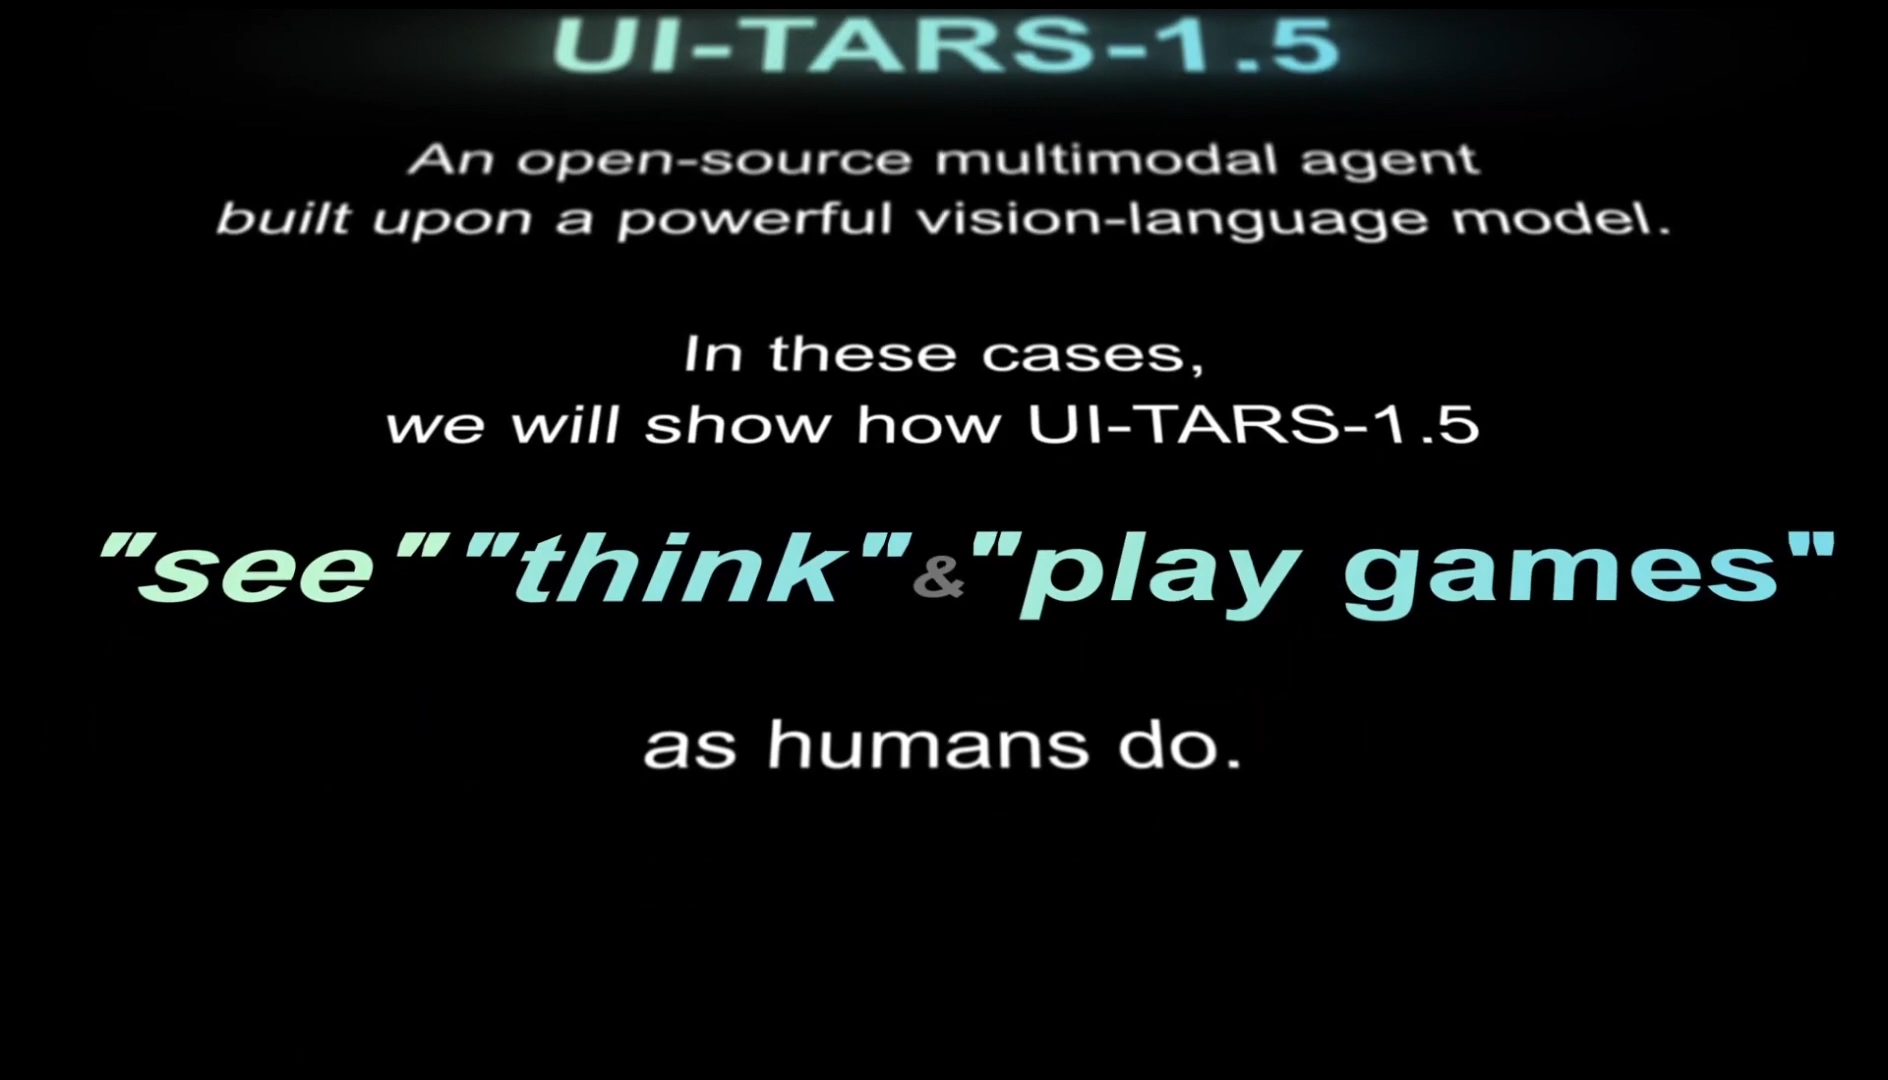 UI-TARS-1.5
An open-source multimodal agent
built upon a powerful vision-language model.
In these cases,
we will show how UI-TARS-1.5
"see" "think" & "play games"
as humans do.